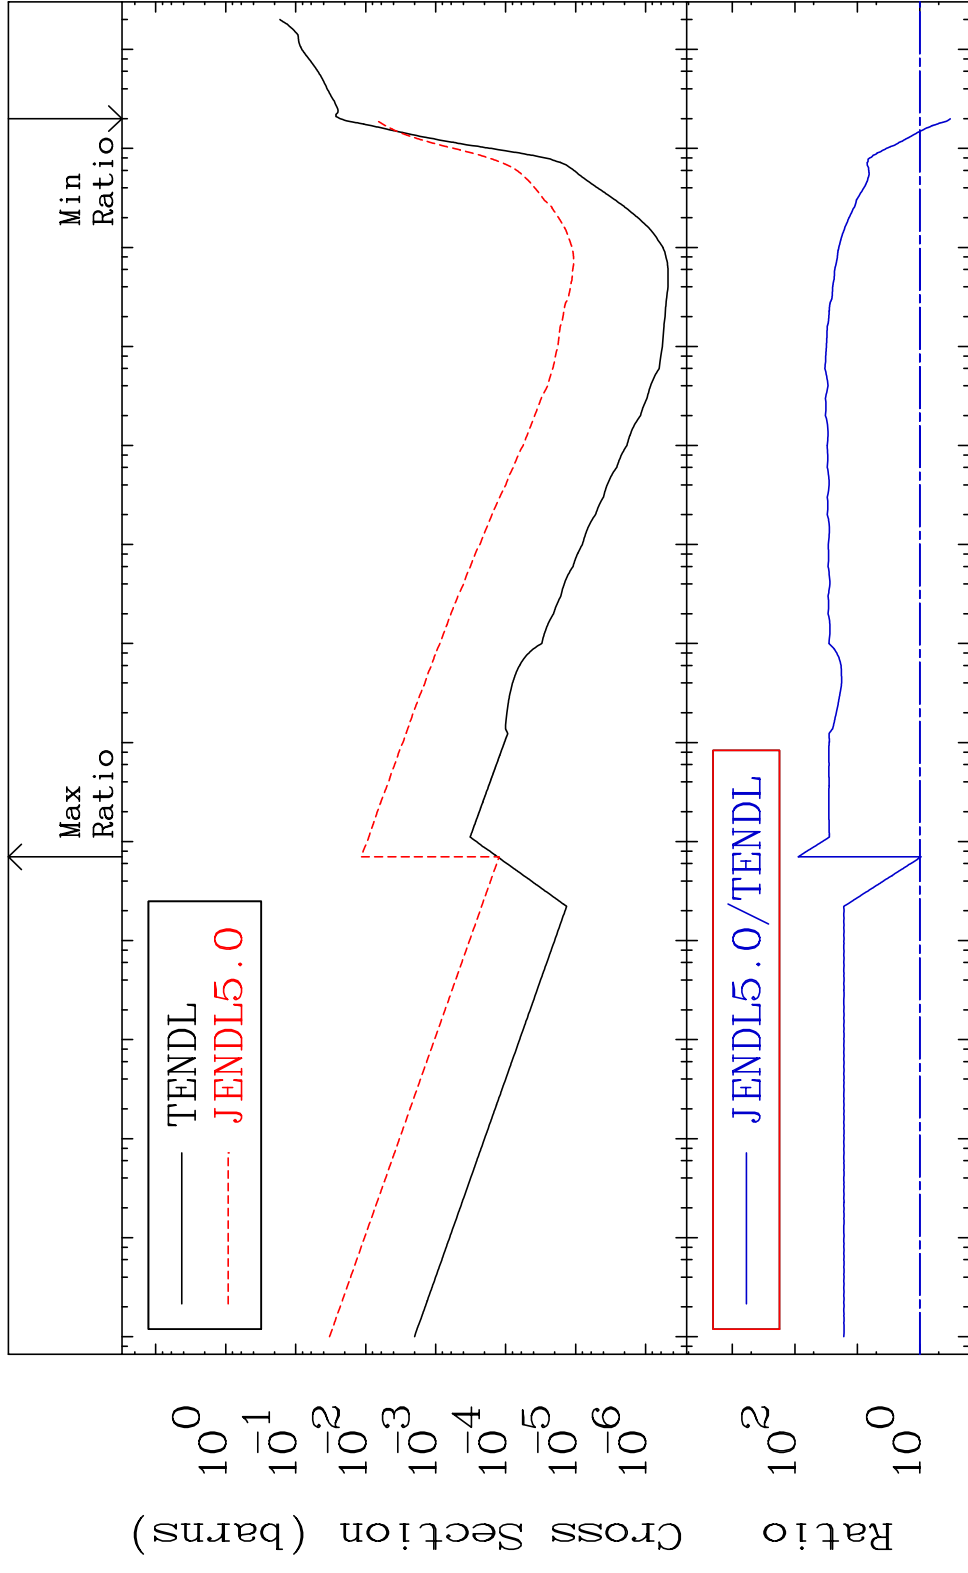 Max
Ratio
Min
Ratio
TENDL
JENDL5.0
10 0
10 -1
10 -2
10 -3
10 -4
10 -5
10 -6
Cross Section (barns)
JENDL5.0/TENDL
10 2
10 0
Ratio